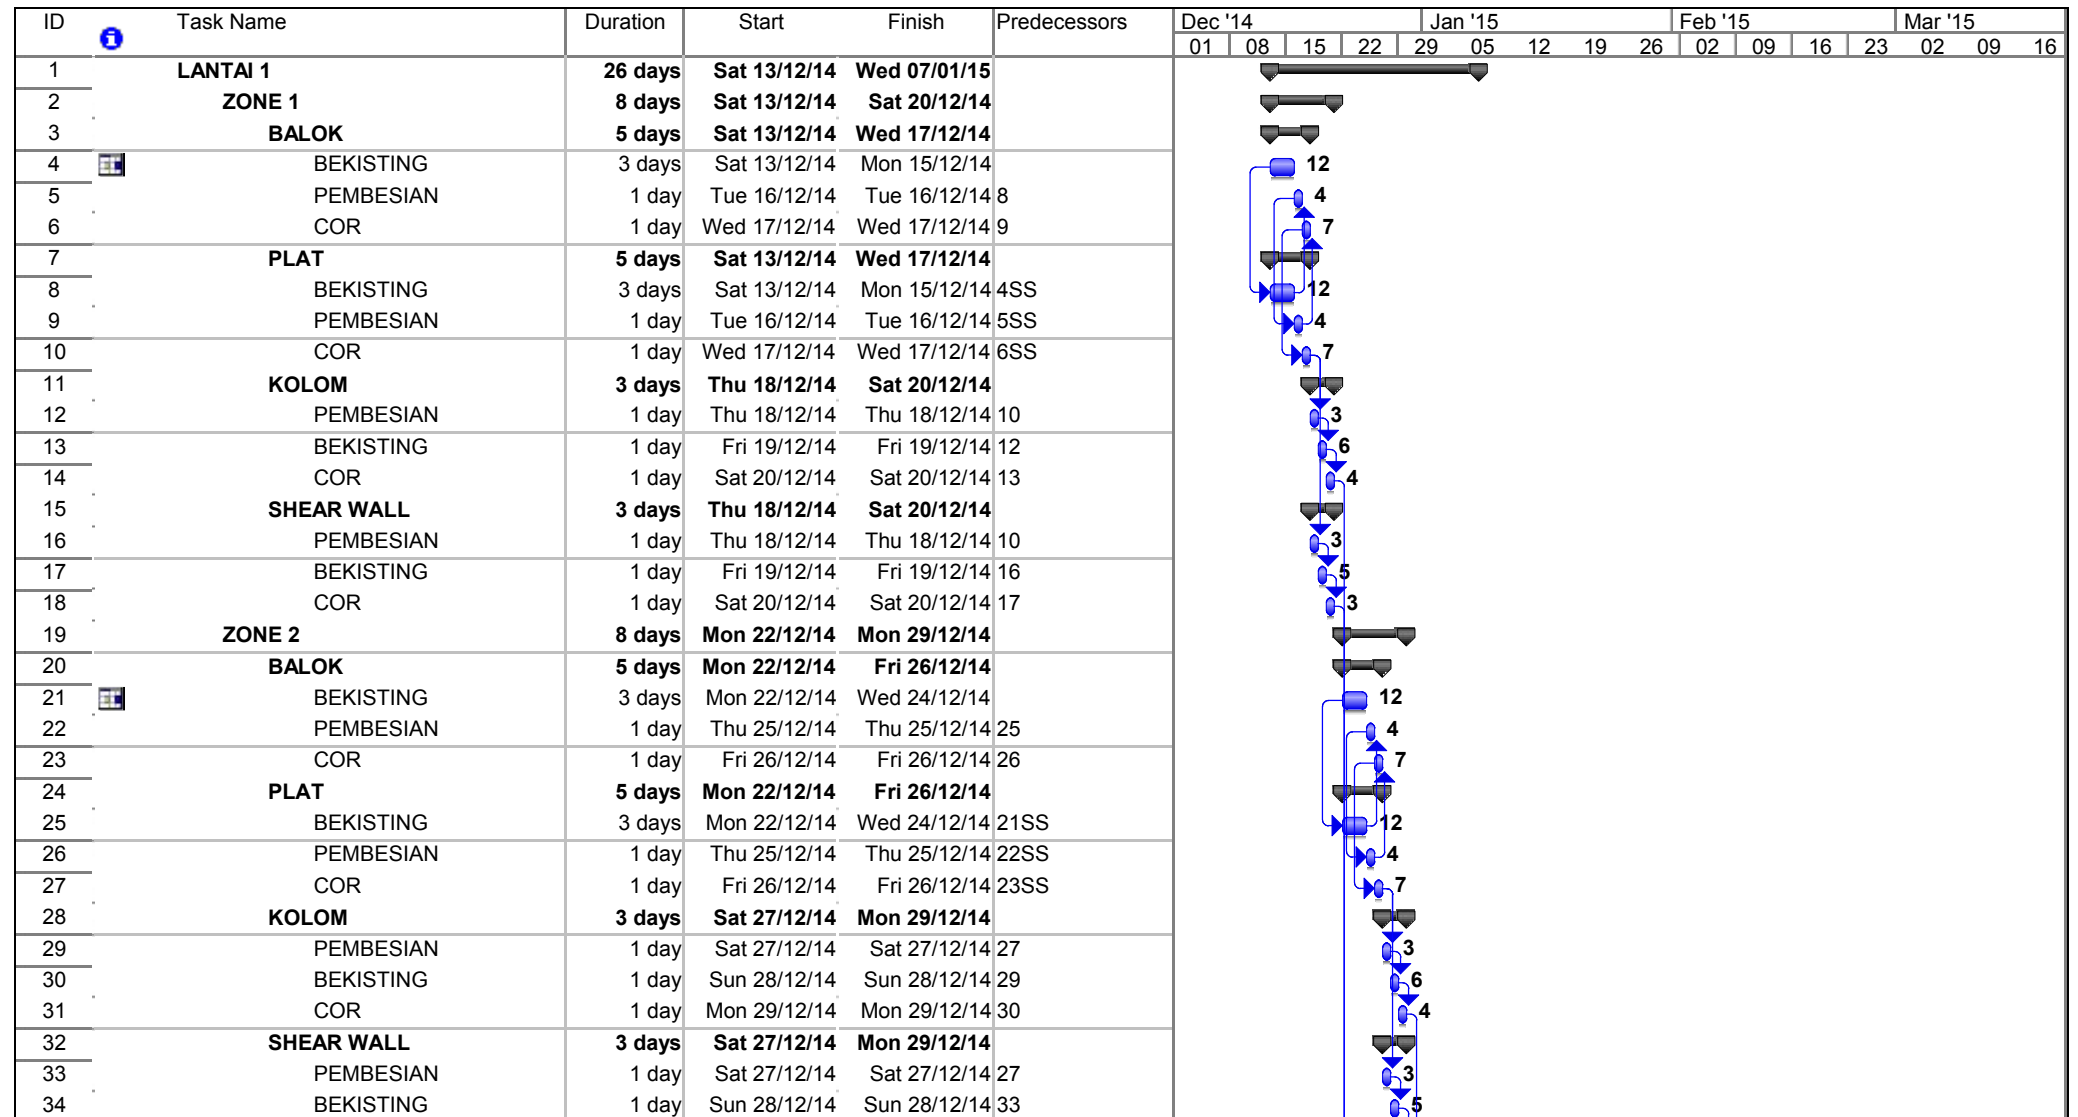 ID Task Name Duration Start Finish Predecessors Dec '14 Jan '15 Feb '15 Mar '15
01 08 15 22 29 05 12 19 26 02 09 16 23 02 09 16
1 LANTAI 1 26 days Sat 13/12/14 Wed 07/01/15
2 ZONE 1 8 days Sat 13/12/14 Sat 20/12/14
3 BALOK 5 days Sat 13/12/14 Wed 17/12/14
4 BEKISTING 3 days Sat 13/12/14 Mon 15/12/14 12
5 PEMBESIAN 1 day Tue 16/12/14 Tue 16/12/14 8 4
6 COR 1 day Wed 17/12/14 Wed 17/12/14 9 7
7 PLAT 5 days Sat 13/12/14 Wed 17/12/14
8 BEKISTING 3 days Sat 13/12/14 Mon 15/12/14 4SS 12
9 PEMBESIAN 1 day Tue 16/12/14 Tue 16/12/14 5SS 4
10 COR 1 day Wed 17/12/14 Wed 17/12/14 6SS 7
11 KOLOM 3 days Thu 18/12/14 Sat 20/12/14
12 PEMBESIAN 1 day Thu 18/12/14 Thu 18/12/14 10 3
13 BEKISTING 1 day Fri 19/12/14 Fri 19/12/14 12 6
14 COR 1 day Sat 20/12/14 Sat 20/12/14 13 4
15 SHEAR WALL 3 days Thu 18/12/14 Sat 20/12/14
16 PEMBESIAN 1 day Thu 18/12/14 Thu 18/12/14 10 3
17 BEKISTING 1 day Fri 19/12/14 Fri 19/12/14 16 5
18 COR 1 day Sat 20/12/14 Sat 20/12/14 17 3
19 ZONE 2 8 days Mon 22/12/14 Mon 29/12/14
20 BALOK 5 days Mon 22/12/14 Fri 26/12/14
21 BEKISTING 3 days Mon 22/12/14 Wed 24/12/14 12
22 PEMBESIAN 1 day Thu 25/12/14 Thu 25/12/14 25 4
23 COR 1 day Fri 26/12/14 Fri 26/12/14 26 7
24 PLAT 5 days Mon 22/12/14 Fri 26/12/14
25 BEKISTING 3 days Mon 22/12/14 Wed 24/12/14 21SS 12
26 PEMBESIAN 1 day Thu 25/12/14 Thu 25/12/14 22SS 4
27 COR 1 day Fri 26/12/14 Fri 26/12/14 23SS 7
28 KOLOM 3 days Sat 27/12/14 Mon 29/12/14
29 PEMBESIAN 1 day Sat 27/12/14 Sat 27/12/14 27 3
30 BEKISTING 1 day Sun 28/12/14 Sun 28/12/14 29 6
31 COR 1 day Mon 29/12/14 Mon 29/12/14 30 4
32 SHEAR WALL 3 days Sat 27/12/14 Mon 29/12/14
33 PEMBESIAN 1 day Sat 27/12/14 Sat 27/12/14 27 3
34 BEKISTING 1 day Sun 28/12/14 Sun 28/12/14 33 5